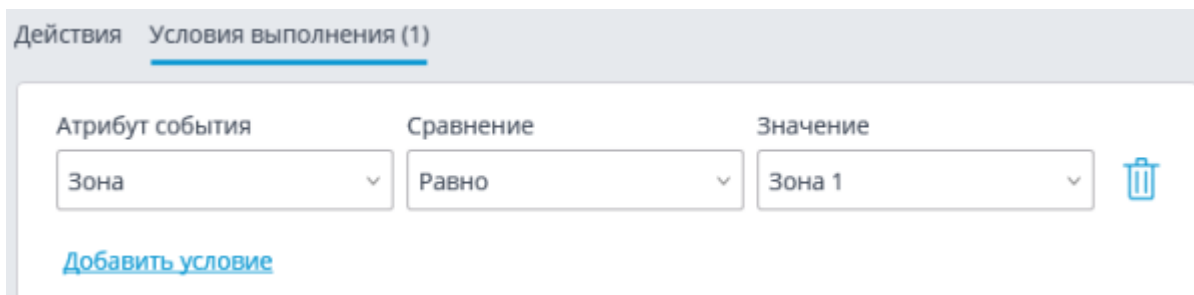 Действия Условия выполнения (1)
Атрибут события Сравнение Значение
Зона Равно Зона 1
Добавить условие